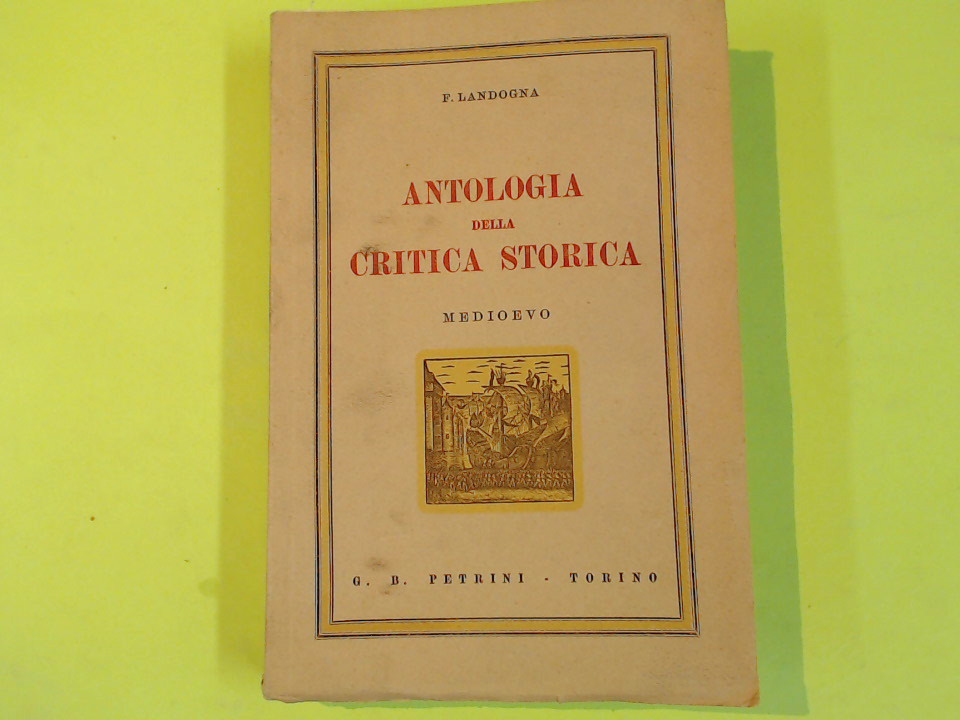 F. LANDOGNA
ANTOLOGIA
DELLA
CRITICA STORICA
MEDIOEVO
G. B. PETRINI - TORINO